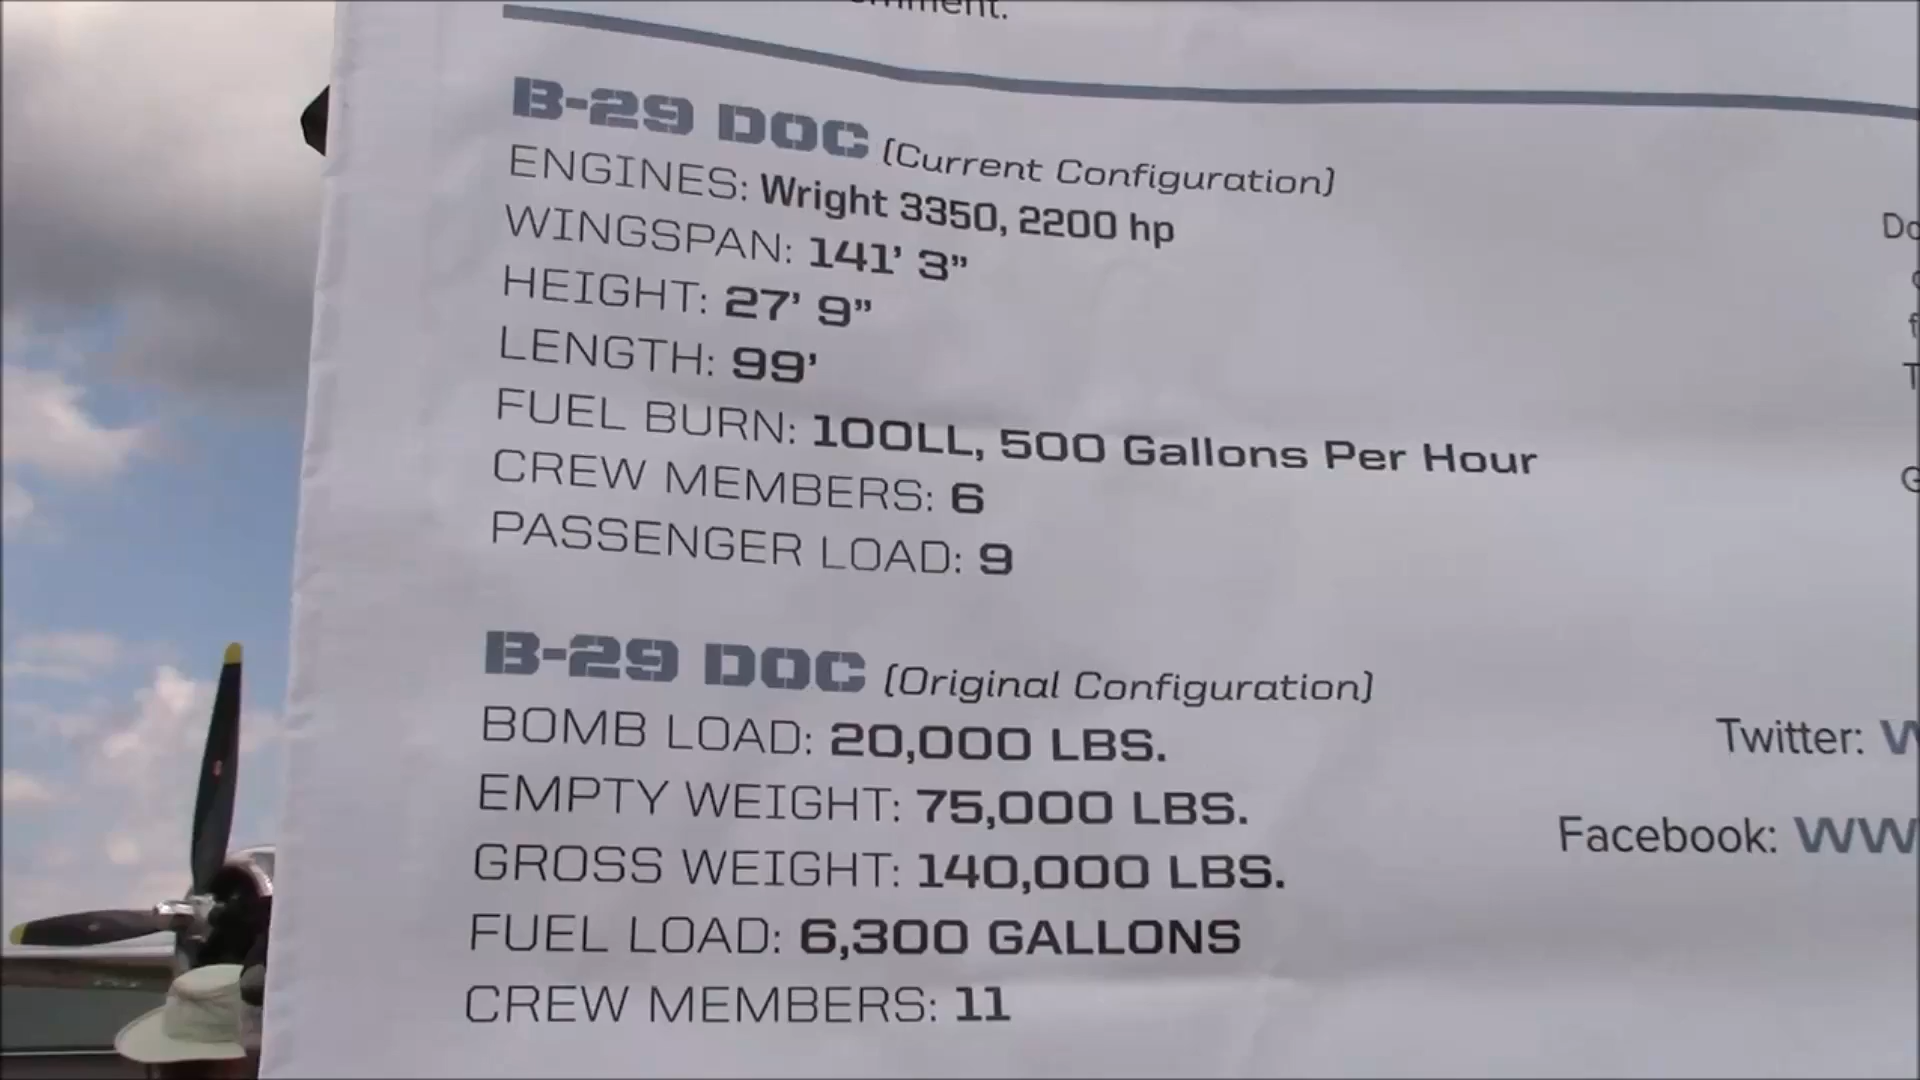 B-29 DOC (Current Configuration)
ENGINES: Wright 3350, 2200 hp
WINGSPAN: 141’ 3”
HEIGHT: 27’ 9”
LENGTH: 99’
FUEL BURN: 100LL, 500 Gallons Per Hour
CREW MEMBERS: 6
PASSENGER LOAD: 9
B-29 DOC (Original Configuration)
BOMB LOAD: 20,000 LBS.
EMPTY WEIGHT: 75,000 LBS.
GROSS WEIGHT: 140,000 LBS.
FUEL LOAD: 6,300 GALLONS
CREW MEMBERS: 11
Twitter:
Facebook: